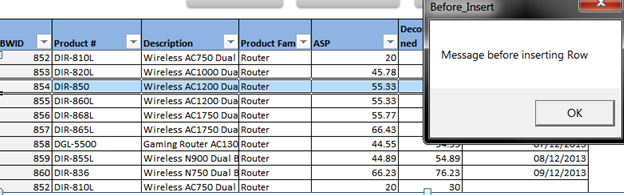 Before_Insert
Message before inserting Row
OK
BWID Product # Description Product Fam ASP Deco
ned
852 DIR-810L Wireless AC750 Dual Router 20
853 DIR-820L Wireless AC1000 Dua Router 45.78
854 DIR-850 Wireless AC1200 Dua Router 55.33
855 DIR-860L Wireless AC1200 Dua Router 55.33
856 DIR-868L Wireless AC1750 Dua Router 55.77
857 DIR-865L Wireless AC1750 Dua Router 66.43
858 DGL-5500 Gaming Router AC130 Router 44.55 54.55 07/12/2013
859 DIR-855L Wireless N900 Dual B Router 44.89 54.89 08/12/2013
860 DIR-836 Wireless N750 Dual B Router 66.23 76.23 09/12/2013
852 DIR-810L Wireless AC750 Dual Router 20 30